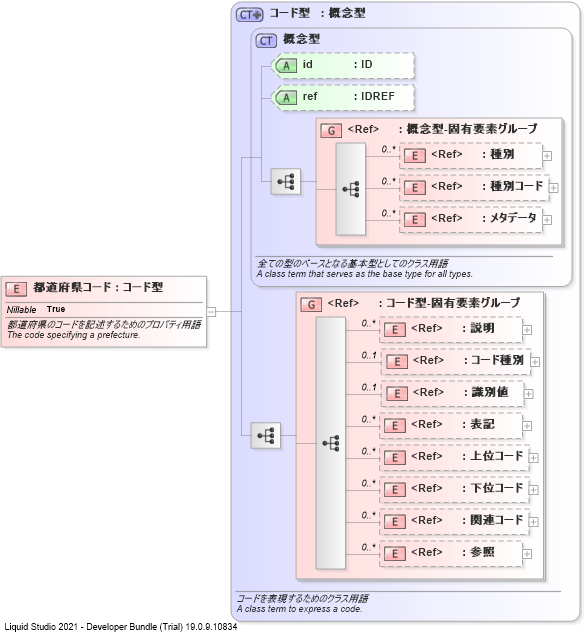 CT コード型 : 概念型
CT 概念型
A id : ID
A ref : IDREF
G <Ref> : 概念型-固有要素グループ
0..* E <Ref> : 種別
0..* E <Ref> : 種別コード
0..* E <Ref> : メタデータ
全ての型のベースとなる基本型としてのクラス用語
A class term that serves as the base type for all types.
E 都道府県コード : コード型
Nillable True
都道府県のコードを記述するためのプロパティ用語
The code specifying a prefecture.
G <Ref> : コード型-固有要素グループ
0..* E <Ref> : 説明
0..1 E <Ref> : コード種別
0..1 E <Ref> : 識別値
0..* E <Ref> : 表記
0..* E <Ref> : 上位コード
0..* E <Ref> : 下位コード
0..* E <Ref> : 関連コード
0..* E <Ref> : 参照
コードを表現するためのクラス用語
A class term to express a code.
Liquid Studio 2021 - Developer Bundle (Trial) 19.0.9.10834